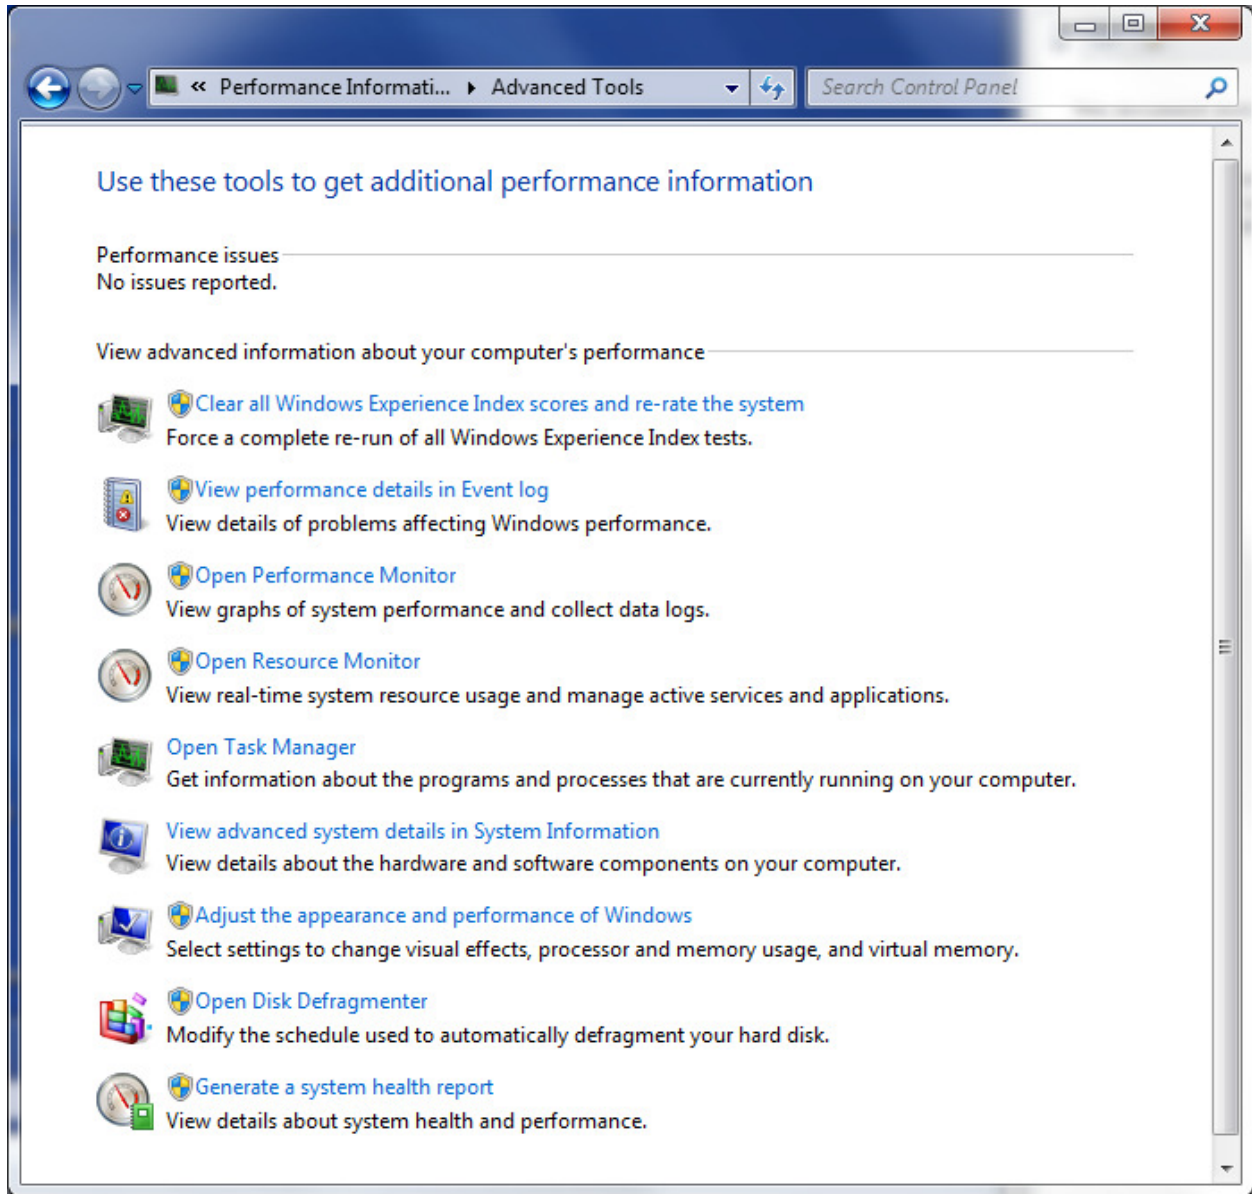 « Performance Informati... ▸ Advanced Tools
Search Control Panel
Use these tools to get additional performance information
Performance issues
No issues reported.
View advanced information about your computer's performance
Clear all Windows Experience Index scores and re-rate the system
Force a complete re-run of all Windows Experience Index tests.
View performance details in Event log
View details of problems affecting Windows performance.
Open Performance Monitor
View graphs of system performance and collect data logs.
Open Resource Monitor
View real-time system resource usage and manage active services and applications.
Open Task Manager
Get information about the programs and processes that are currently running on your computer.
View advanced system details in System Information
View details about the hardware and software components on your computer.
Adjust the appearance and performance of Windows
Select settings to change visual effects, processor and memory usage, and virtual memory.
Open Disk Defragmenter
Modify the schedule used to automatically defragment your hard disk.
Generate a system health report
View details about system health and performance.